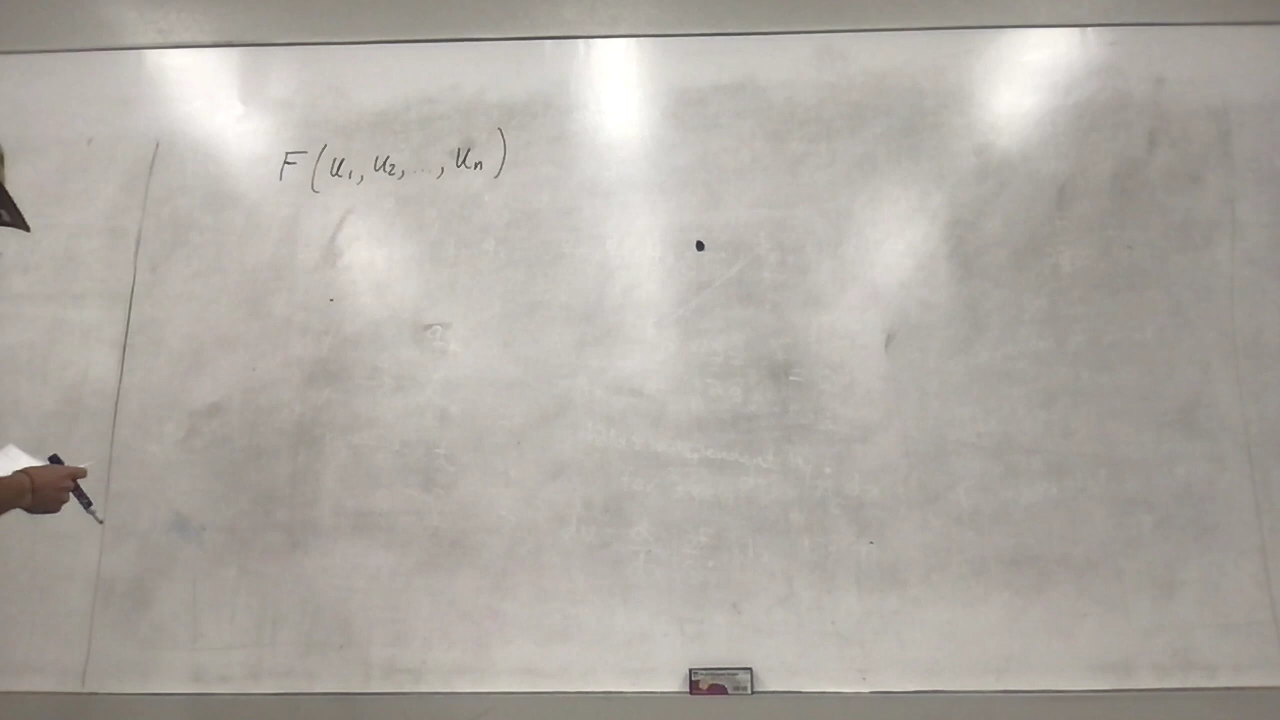 F(u₁, u₂, ..., uₙ)